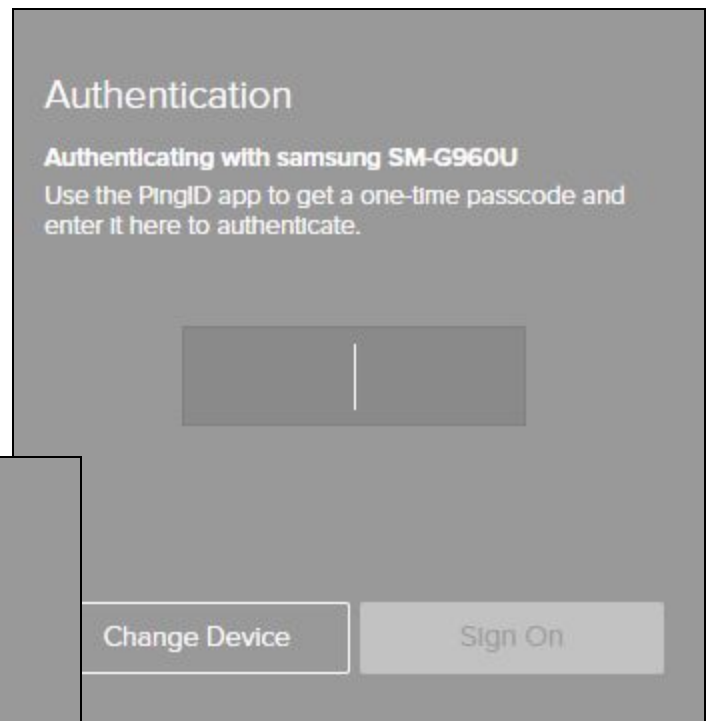 Authentication
Authenticating with samsung SM-G960U
Use the PingID app to get a one-time passcode and
enter it here to authenticate.
Change Device
Sign On